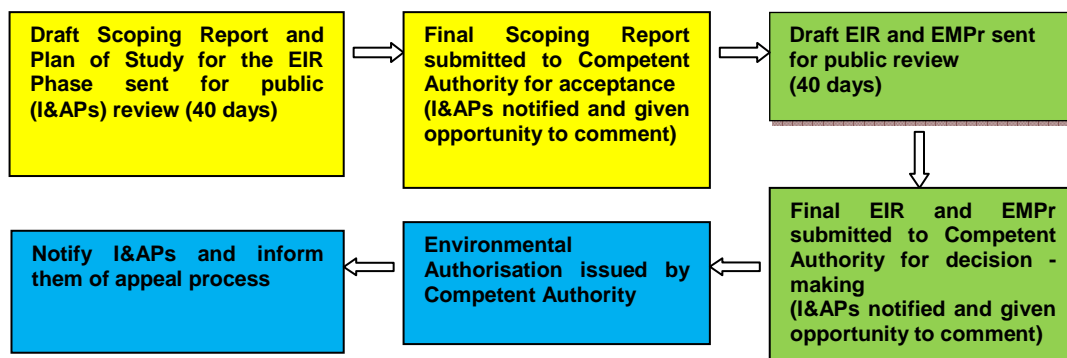 Draft Scoping Report and
Plan of Study for the EIR
Phase sent for public
(I&APs) review (40 days)
Final Scoping Report
submitted to Competent
Authority for acceptance
(I&APs notified and given
opportunity to comment)
Draft EIR and EMPr sent
for public review
(40 days)
Final EIR and EMPr
submitted to Competent
Authority for decision -
making
(I&APs notified and given
opportunity to comment)
Environmental
Authorisation issued by
Competent Authority
Notify I&APs and inform
them of appeal process